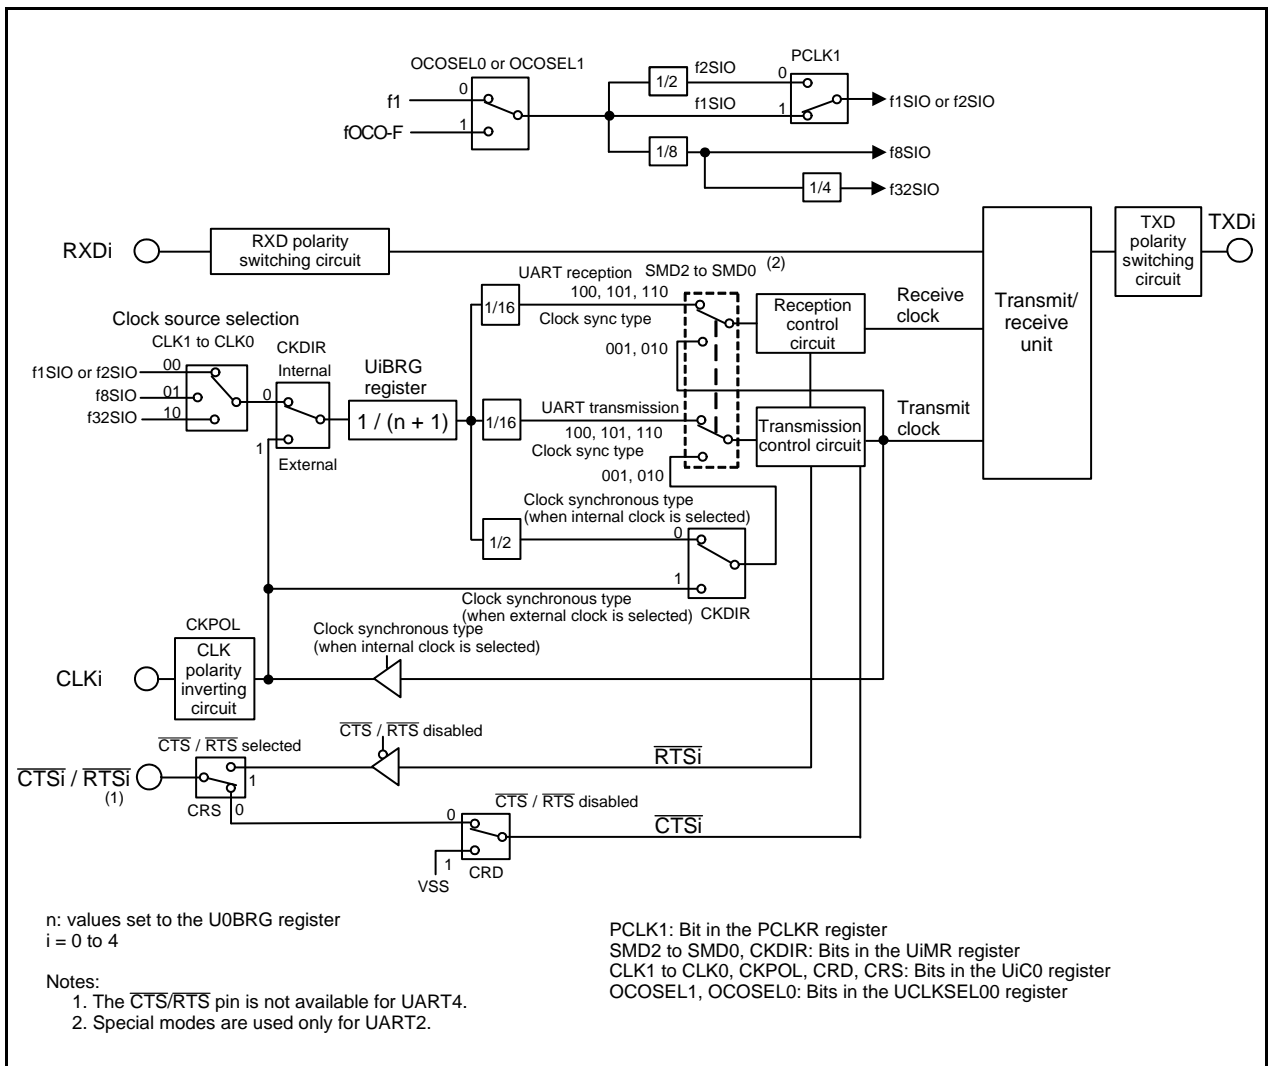 OCOSEL0 or OCOSEL1
f1
0
fOCO-F
1
1/2
f2SIO
f1SIO
PCLK1
0
1
f1SIO or f2SIO
1/8
f8SIO
1/4
f32SIO
RXDi
RXD polarity
switching circuit
TXD
polarity
switching
circuit
TXDi
Transmit/
receive
unit
UART reception
SMD2 to SMD0
(2)
1/16
100, 101, 110
Clock sync type
001, 010
Reception
control
circuit
Receive
clock
Clock source selection
CLK1 to CLK0
f1SIO or f2SIO
00
f8SIO
01
f32SIO
10
CKDIR
Internal
0
1
External
UiBRG
register
1 / (n + 1)
1/16
UART transmission
100, 101, 110
Clock sync type
001, 010
Transmission
control circuit
Transmit
clock
1/2
Clock synchronous type
(when internal clock is selected)
0
1
Clock synchronous type
(when external clock is selected)
CKDIR
CKPOL
CLKi
CLK
polarity
inverting
circuit
Clock synchronous type
(when internal clock is selected)
CTS / RTS selected
CTS / RTS disabled
CTSi / RTSi
(1)
1
CRS
0
RTSi
CTS / RTS disabled
0
1
VSS
CRD
CTSi
n: values set to the U0BRG register
i = 0 to 4
Notes:
1. The CTS/RTS pin is not available for UART4.
2. Special modes are used only for UART2.
PCLK1: Bit in the PCLKR register
SMD2 to SMD0, CKDIR: Bits in the UiMR register
CLK1 to CLK0, CKPOL, CRD, CRS: Bits in the UiC0 register
OCOSEL1, OCOSEL0: Bits in the UCLKSEL00 register